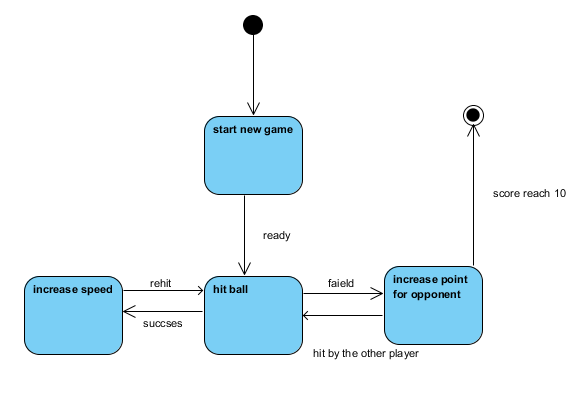 start new game
ready
score reach 10
increase speed
rehit
succses
hit ball
faield
increase point
for opponent
hit by the other player